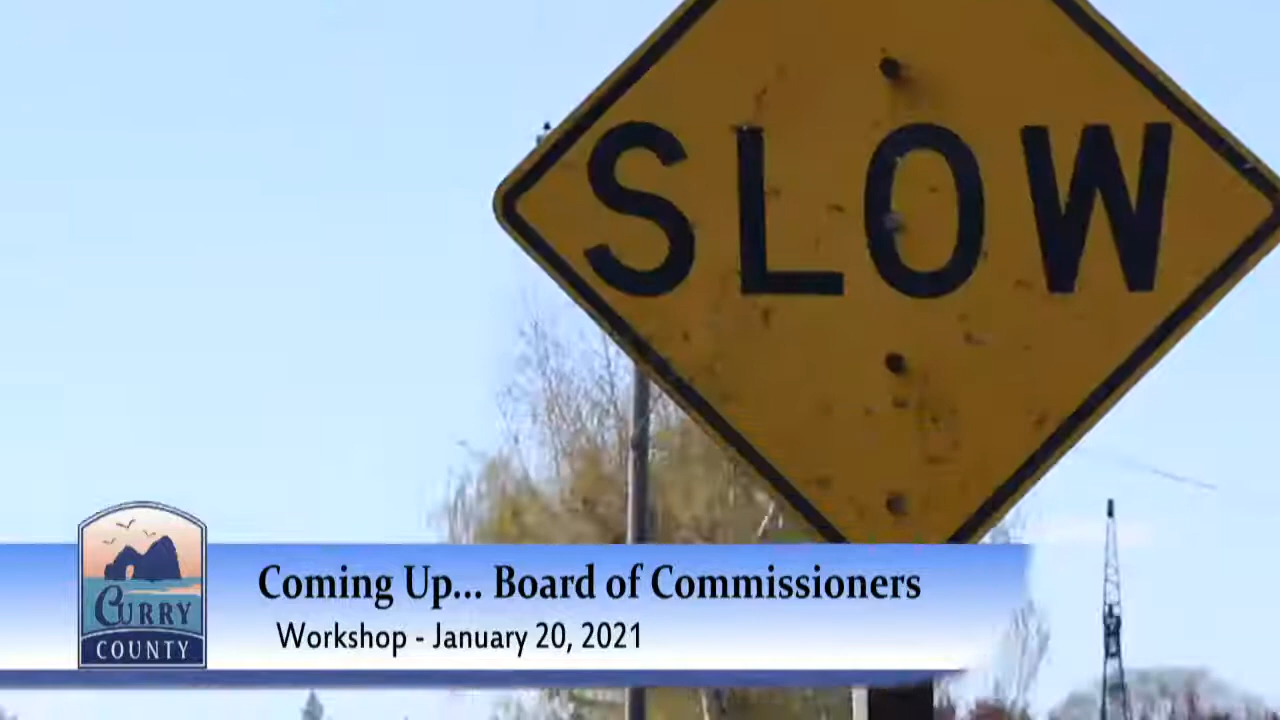 SLOW
Coming Up... Board of Commissioners
Workshop - January 20, 2021
CURRY
COUNTY